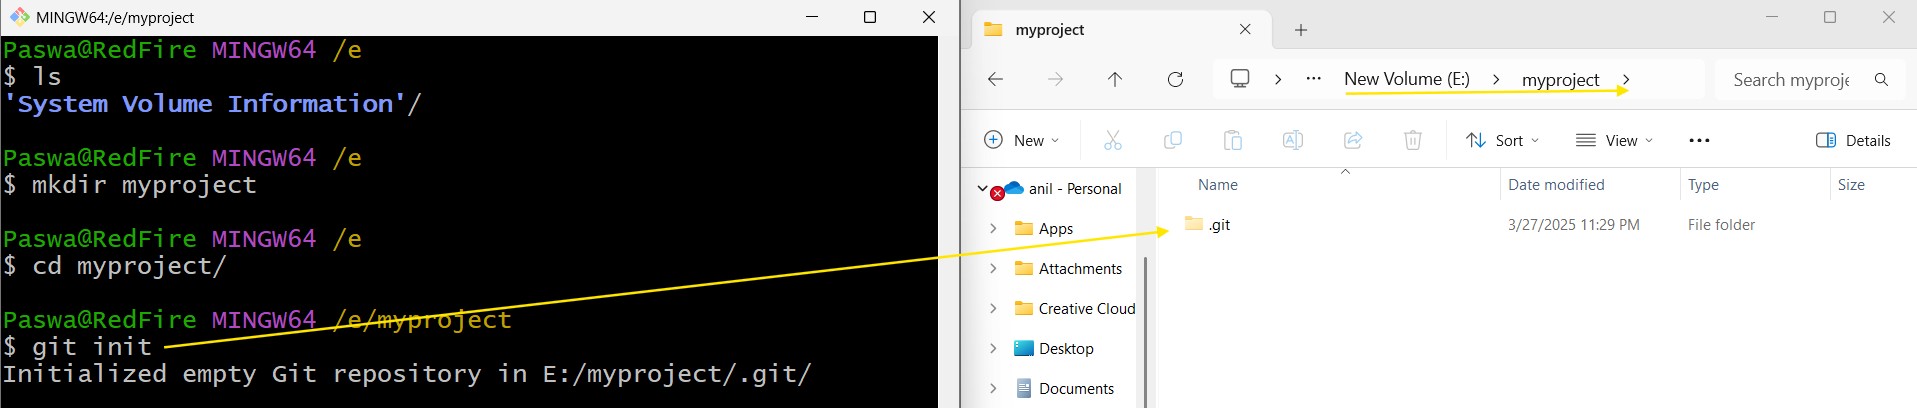 MINGW64:/e/myproject
Paswa@RedFire MINGW64 /e
$ ls
'System Volume Information'/
Paswa@RedFire MINGW64 /e
$ mkdir myproject
Paswa@RedFire MINGW64 /e
$ cd myproject/
Paswa@RedFire MINGW64 /e/myproject
$ git init
Initialized empty Git repository in E:/myproject/.git/
myproject
New Volume (E:) > myproject >
Search myproje
New
Sort
View
Details
Name Date modified Type Size
anil - Personal
Apps
Attachments
Creative Cloud
Desktop
Documents
.git 3/27/2025 11:29 PM File folder